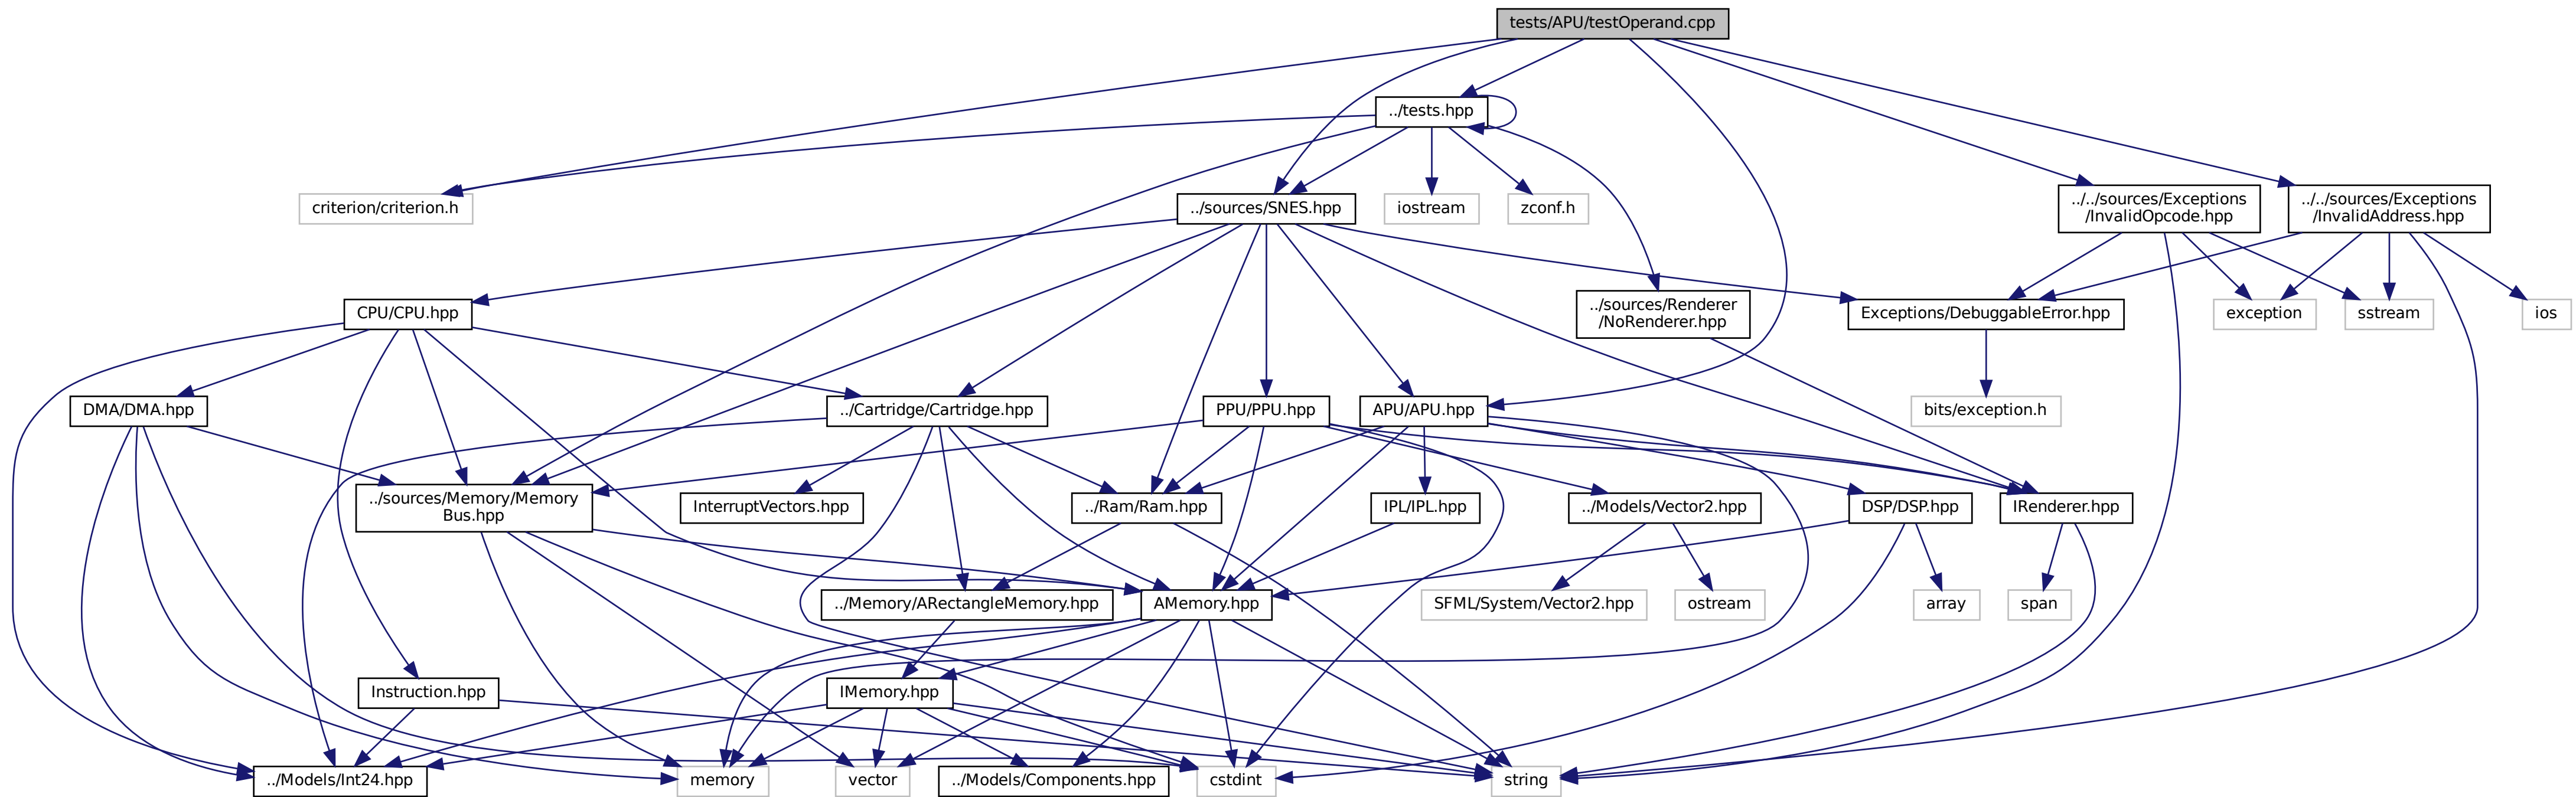 tests/APU/testOperand.cpp
../tests.hpp
criterion/criterion.h
../sources/SNES.hpp
iostream
zconf.h
../../sources/Exceptions
/InvalidOpcode.hpp
../../sources/Exceptions
/InvalidAddress.hpp
CPU/CPU.hpp
../sources/Renderer
/NoRenderer.hpp
Exceptions/DebuggableError.hpp
exception
sstream
ios
DMA/DMA.hpp
../Cartridge/Cartridge.hpp
PPU/PPU.hpp
APU/APU.hpp
bits/exception.h
../sources/Memory/Memory
Bus.hpp
InterruptVectors.hpp
../Ram/Ram.hpp
IPL/IPL.hpp
../Models/Vector2.hpp
DSP/DSP.hpp
IRenderer.hpp
../Memory/ARectangleMemory.hpp
AMemory.hpp
SFML/System/Vector2.hpp
ostream
array
span
Instruction.hpp
IMemory.hpp
../Models/Int24.hpp
memory
vector
../Models/Components.hpp
cstdint
string